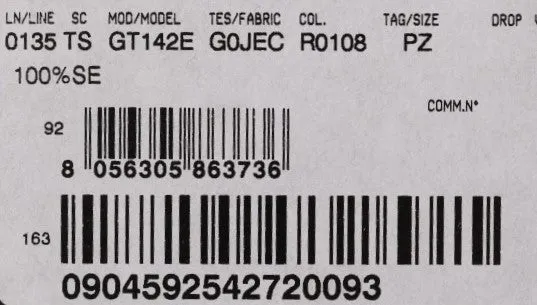 LN/LINE SC MOD/MODEL TES/FABRIC COL. TAG/SIZE DROP
0135 TS GT142E G0JEC R0108 PZ
100%SE
COMM.N°
92
8 056305 863736
163
0904592542720093